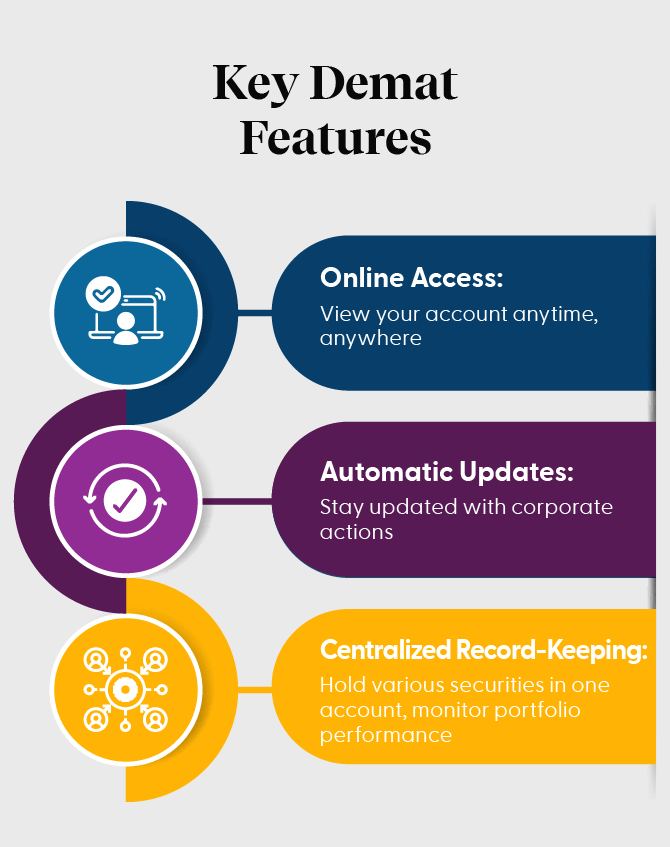 Key Demat
Features
Online Access:
View your account anytime,
anywhere
Automatic Updates:
Stay updated with corporate
actions
Centralized Record-Keeping:
Hold various securities in one
account, monitor portfolio
performance